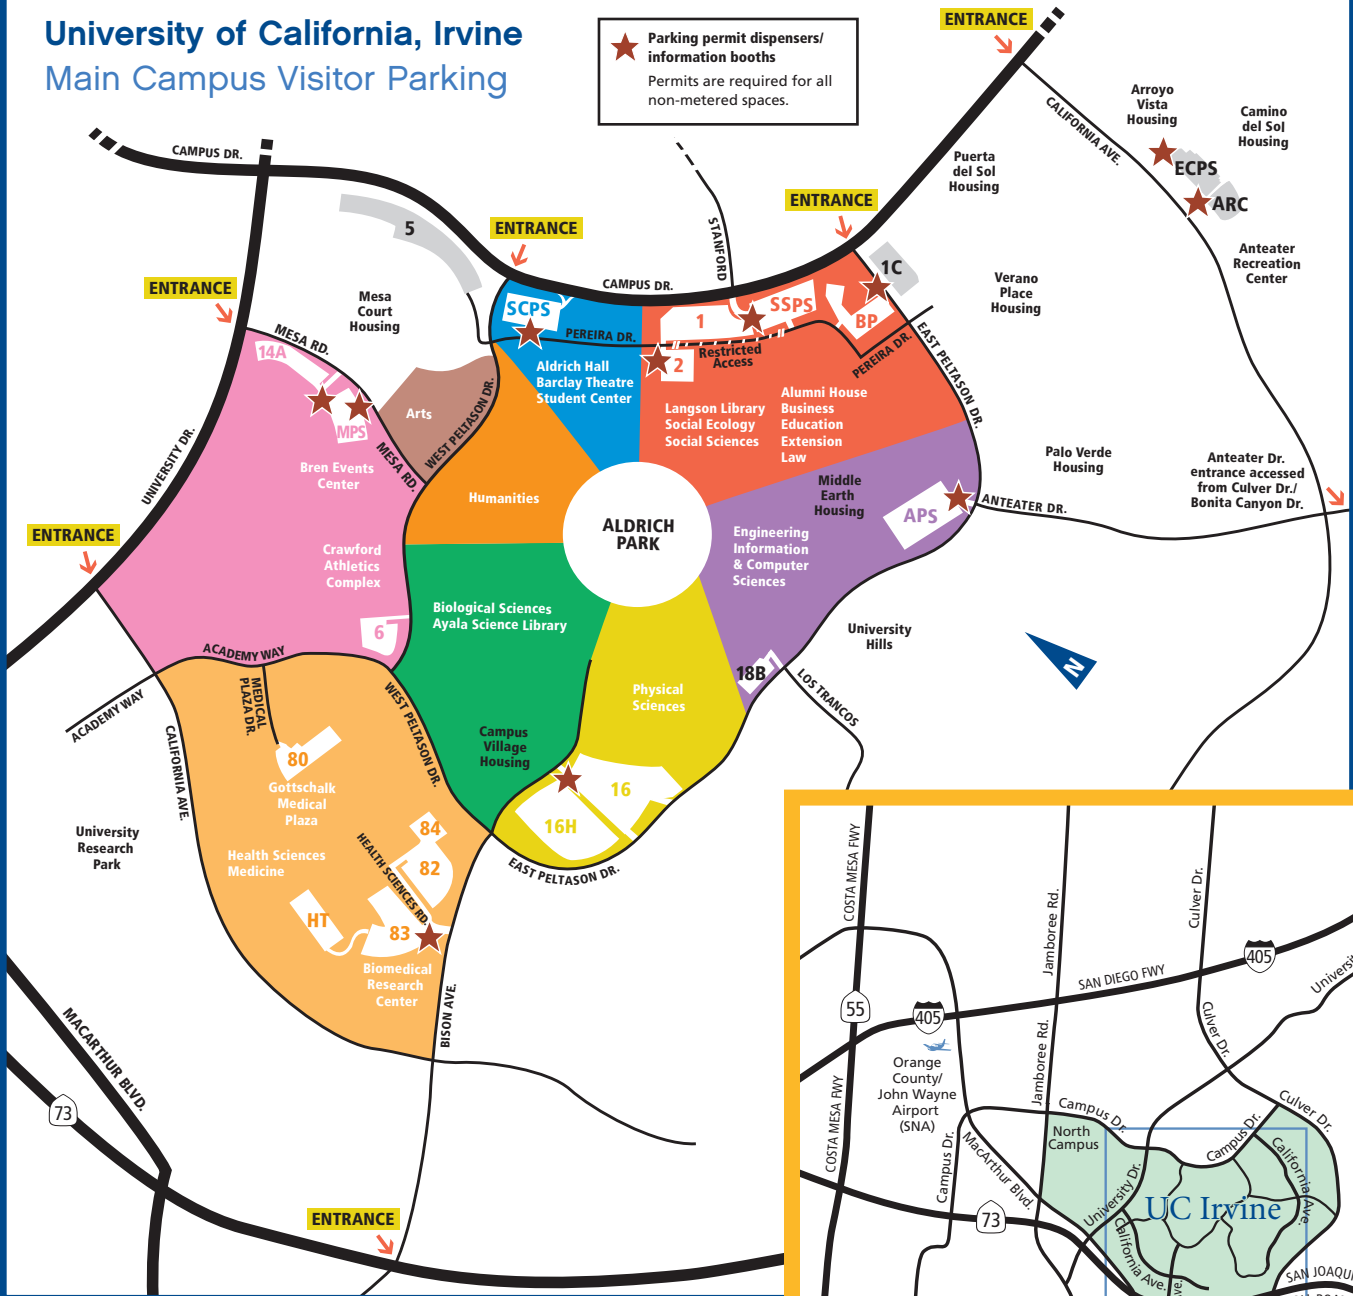 University of California, Irvine
Main Campus Visitor Parking
Parking permit dispensers/
information booths
Permits are required for all
non-metered spaces.
ENTRANCE
CALIFORNIA AVE.
Arroyo
Vista
Housing
Camino
del Sol
Housing
ECPS
ARC
Puerta
del Sol
Housing
CAMPUS DR.
5
ENTRANCE
ENTRANCE
STANFORD
CAMPUS DR.
1C
Anteater
Recreation
Center
Verano
Place
Housing
ENTRANCE
Mesa
Court
Housing
SCPS
PEREIRA DR.
1
SSPS
BP
2
Restricted
Access
PEREIRA DR.
EAST PELTASON DR.
MESA RD.
14A
MPS
Arts
WEST PELTASON DR.
MESA RD.
Aldrich Hall
Barclay Theatre
Student Center
Langson Library
Social Ecology
Social Sciences
Alumni House
Business
Education
Extension
Law
UNIVERSITY DR.
Bren Events
Center
Humanities
ALDRICH
PARK
Middle
Earth
Housing
APS
ANTEATER DR.
Palo Verde
Housing
Anteater Dr.
entrance accessed
from Culver Dr./
Bonita Canyon Dr.
ENTRANCE
Crawford
Athletics
Complex
Engineering
Information
& Computer
Sciences
6
Biological Sciences
Ayala Science Library
University
Hills
N
ACADEMY WAY
ACADEMY WAY
MEDICAL
PLAZA DR.
WEST PELTASON DR.
18B
LOS TRANCOS
Physical
Sciences
CALIFORNIA AVE.
80
Gottschalk
Medical
Plaza
Campus
Village
Housing
16
16H
EAST PELTASON DR.
University
Research
Park
Health Sciences
Medicine
84
82
HEALTH SCIENCES RD.
HT
83
Biomedical
Research
Center
BISON AVE.
MACARTHUR BLVD.
73
ENTRANCE
COSTA MESA FWY
Jamboree Rd.
Culver Dr.
405
SAN DIEGO FWY
55
405
Culver Dr.
Orange
County/
John Wayne
Airport
(SNA)
Jamboree Rd.
COSTA MESA FWY
Campus Dr.
North
Campus
Campus Dr.
Culver Dr.
Campus Dr.
MacArthur Blvd.
University Dr.
California Ave.
UC Irvine
73
California Ave.